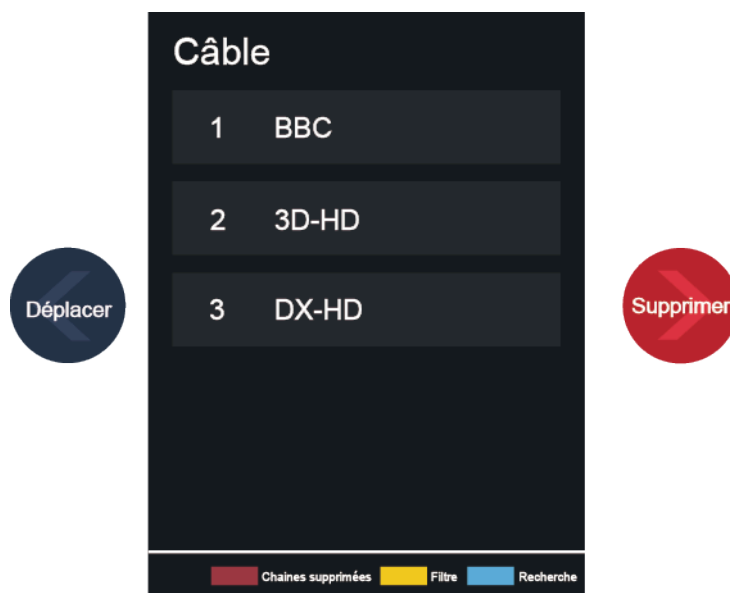 Câble
1 BBC
2 3D-HD
3 DX-HD
Déplacer
Supprimer
Chaines supprimées Filtre Recherche